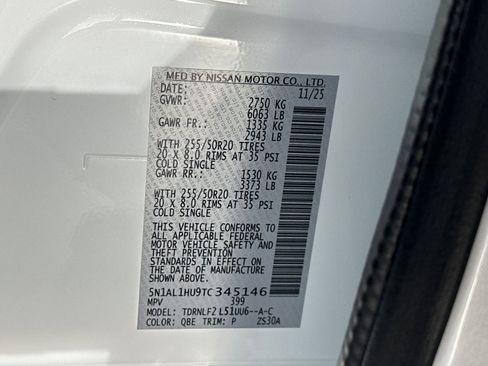 MFD BY NISSAN MOTOR CO., LTD.
DATE: 11/25
GVWR: 2750 KG
6063 LB
GAWR FR.: 1335 KG
2943 LB
WITH 255/50R20 TIRES
20 X 8.0 RIMS AT 35 PSI
COLD SINGLE
GAWR RR.: 1530 KG
3373 LB
WITH 255/50R20 TIRES
20 X 8.0 RIMS AT 35 PSI
COLD SINGLE
THIS VEHICLE CONFORMS TO
ALL APPLICABLE FEDERAL
MOTOR VEHICLE SAFETY AND
THEFT PREVENTION
STANDARDS IN EFFECT ON
THE DATE OF MANUFACTURE
SHOWN ABOVE.
5N1AL1HU9TC345146
MPV 399
MODEL: TDRNLF2 L51UU6--A-C
COLOR: QBE TRIM: P ZS30A